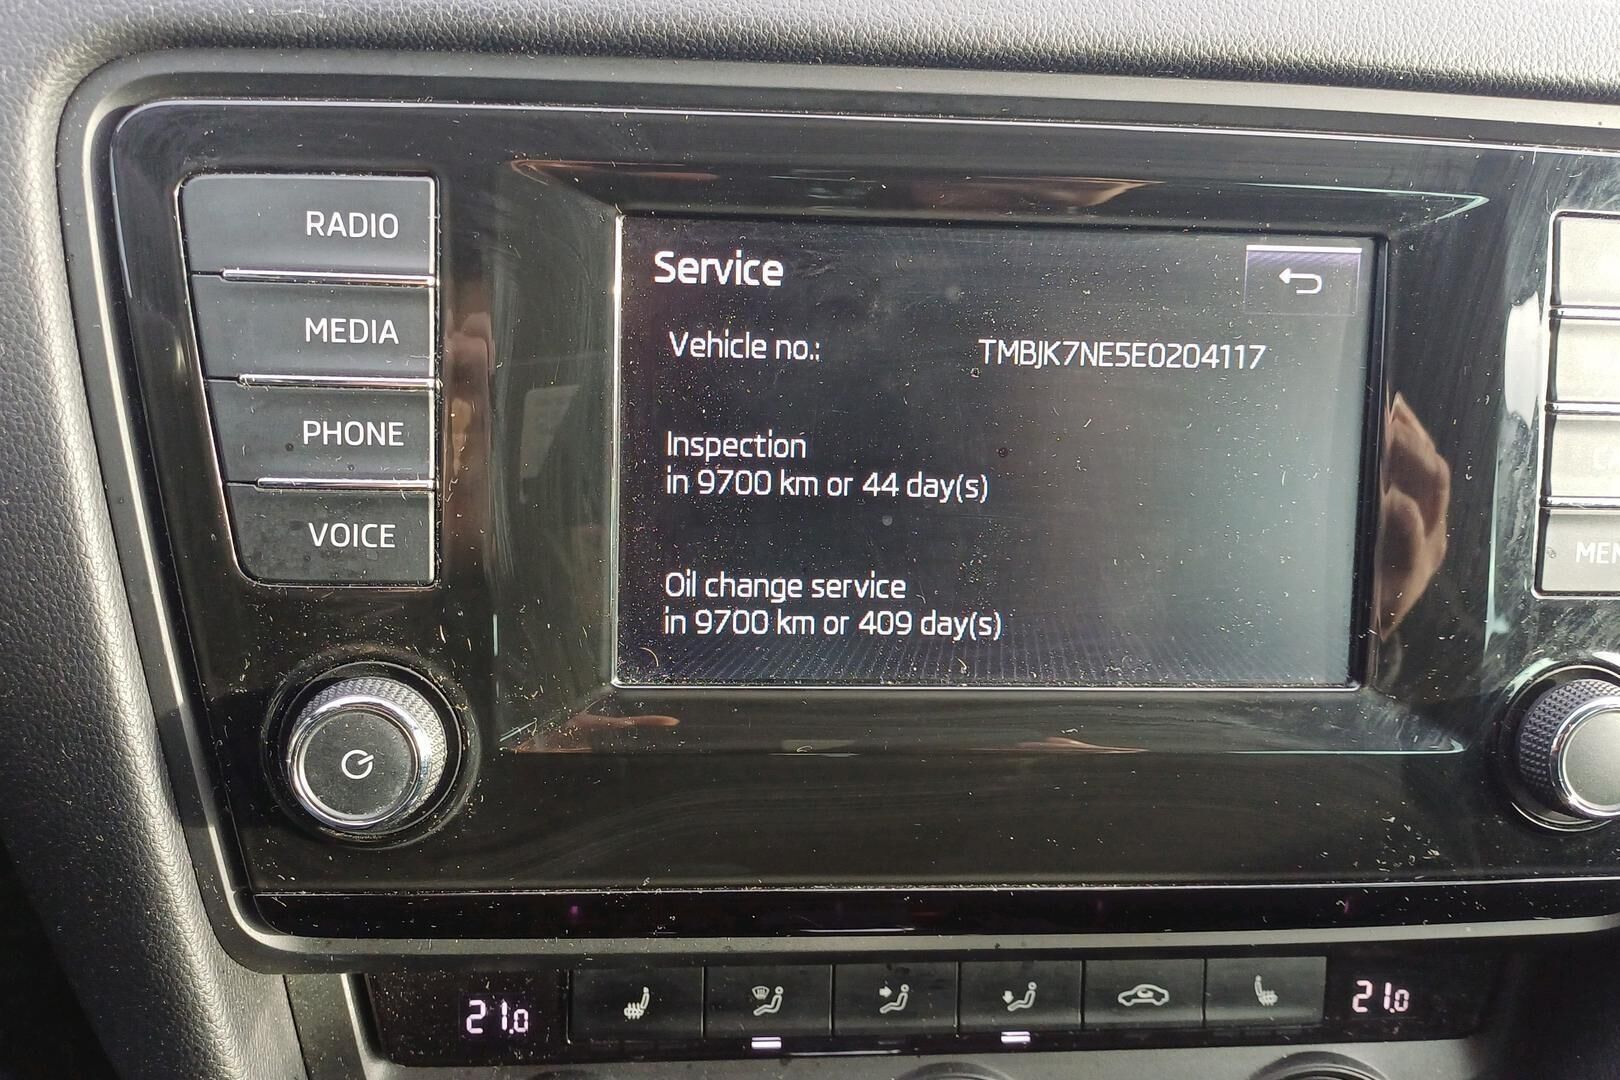 RADIO
MEDIA
PHONE
VOICE
Service
Vehicle no.: TMBJK7NE5E0204117
Inspection
in 9700 km or 44 day(s)
Oil change service
in 9700 km or 409 day(s)
MEN
21.0
21.0